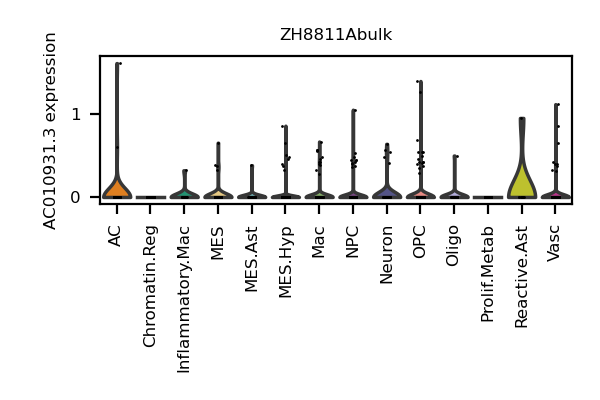 ZH8811Abulk
AC010931.3 expression
1
0
AC
Chromatin.Reg
Inflammatory.Mac
MES
MES.Ast
MES.Hyp
Mac
NPC
Neuron
OPC
Oligo
Prolif.Metab
Reactive.Ast
Vasc